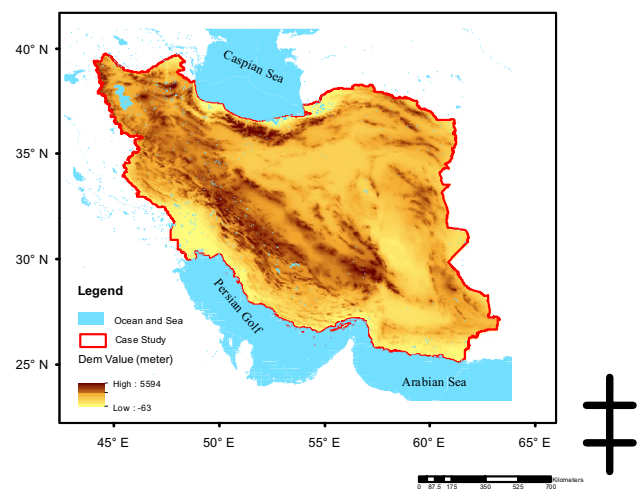 40° N
35° N
30° N
25° N
Caspian Sea
Persian Golf
Arabian Sea
Legend
Ocean and Sea
Case Study
Dem Value (meter)
High : 5594
Low : -63
45° E 50° E 55° E 60° E 65° E
0 87.5 175 350 525 700 Kilometers